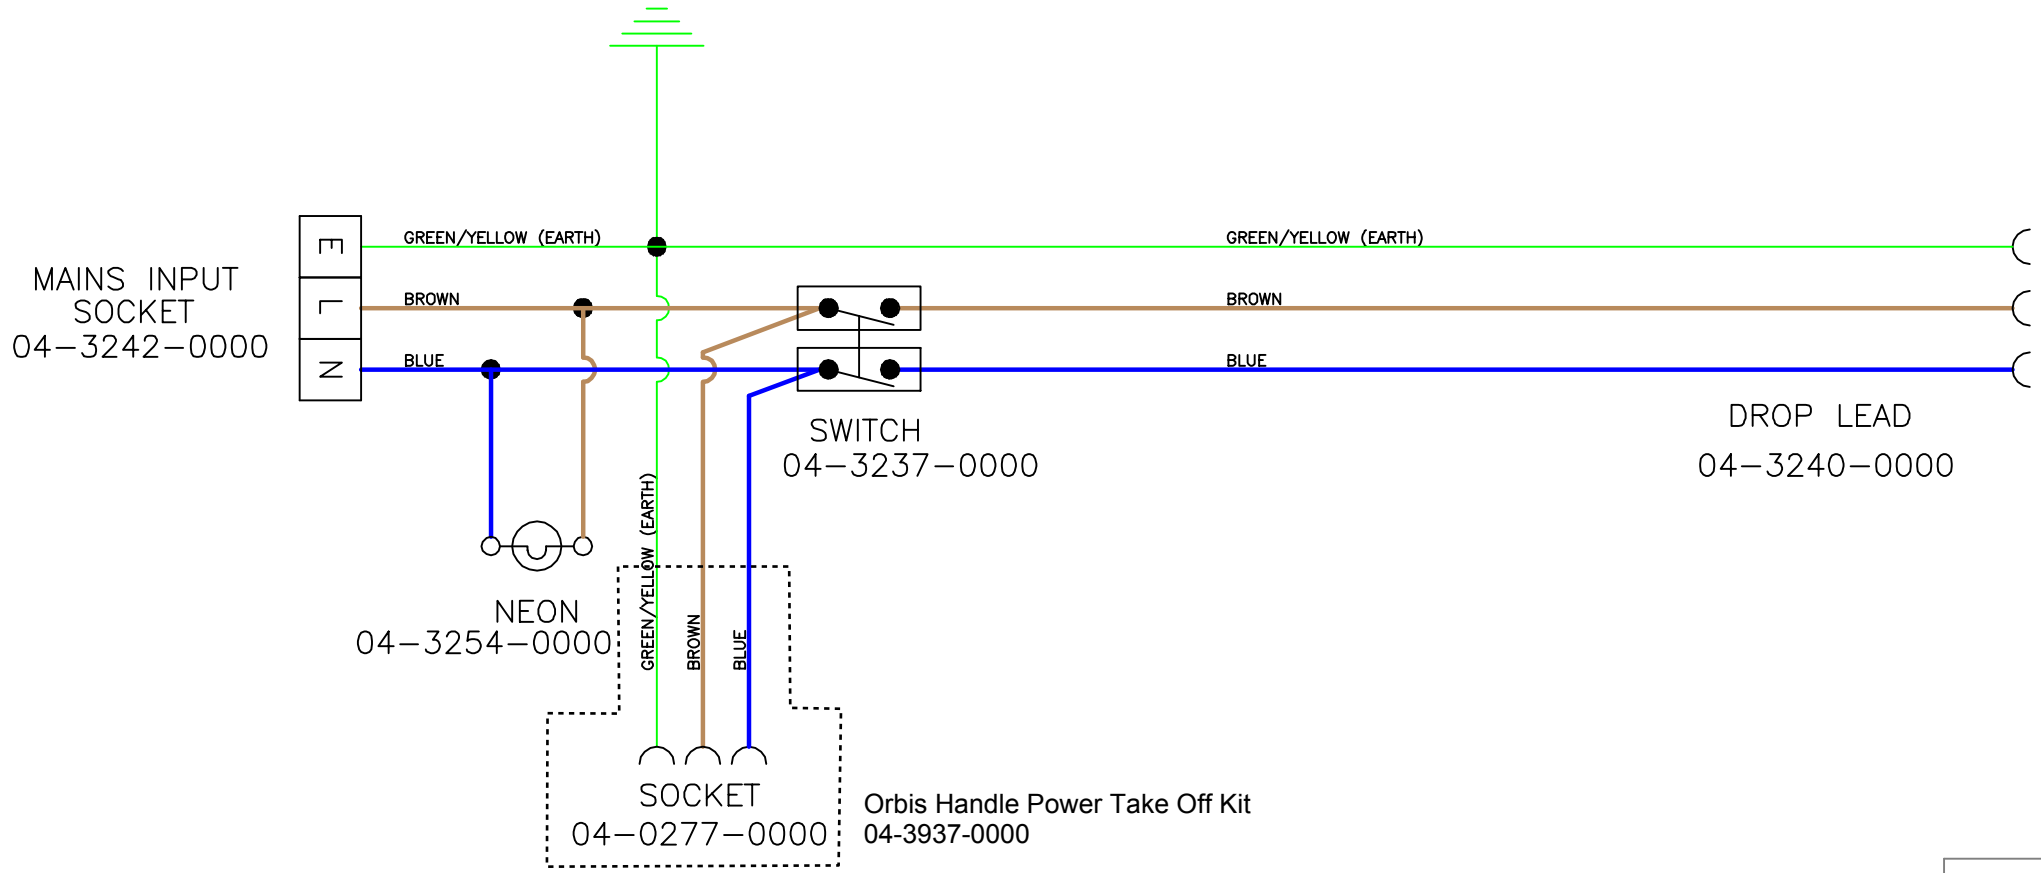 GREEN/YELLOW (EARTH)
GREEN/YELLOW (EARTH)
E
MAINS INPUT
SOCKET
04-3242-0000
L
BROWN
BROWN
N
BLUE
BLUE
SWITCH
04-3237-0000
DROP LEAD
04-3240-0000
NEON
04-3254-0000
GREEN/YELLOW (EARTH)
BROWN
BLUE
SOCKET
04-0277-0000
Orbis Handle Power Take Off Kit
04-3937-0000